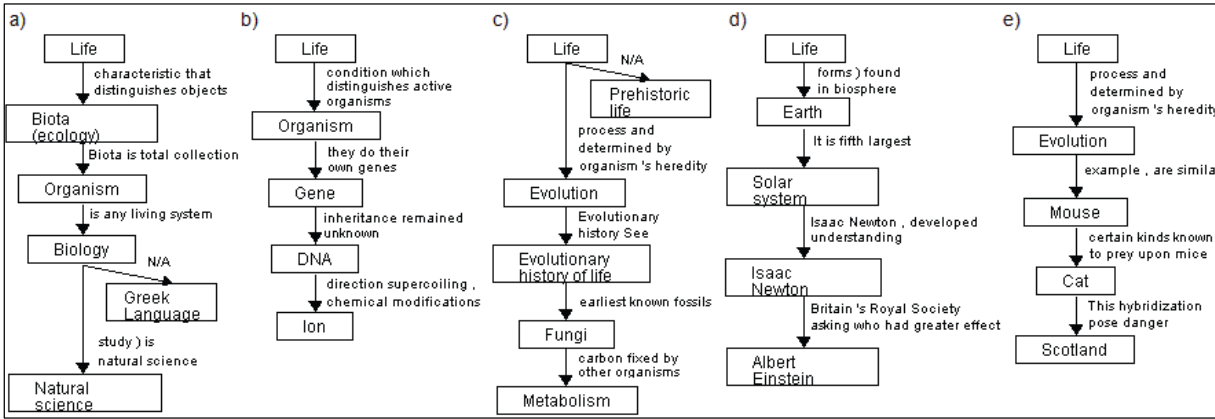 a)
Life
characteristic that
distinguishes objects
Biota
(ecology)
Biota is total collection
Organism
is any living system
Biology
N/A
Greek
Language
study ) is
natural science
Natural
science
b)
Life
condition which
distinguishes active
organisms
Organism
they do their
own genes
Gene
inheritance remained
unknown
DNA
direction supercoiling ,
chemical modifications
Ion
c)
Life
N/A
Prehistoric
life
process and
determined by
organism 's heredity
Evolution
Evolutionary
history See
Evolutionary
history of life
earliest known fossils
Fungi
carbon fixed by
other organisms
Metabolism
d)
Life
forms ) found
in biosphere
Earth
It is fifth largest
Solar
system
Isaac Newton , developed
understanding
Isaac
Newton
Britain 's Royal Society
asking who had greater effect
Albert
Einstein
e)
Life
process and
determined by
organism 's heredity
Evolution
example , are similar
Mouse
certain kinds known
to prey upon mice
Cat
This hybridization
pose danger
Scotland